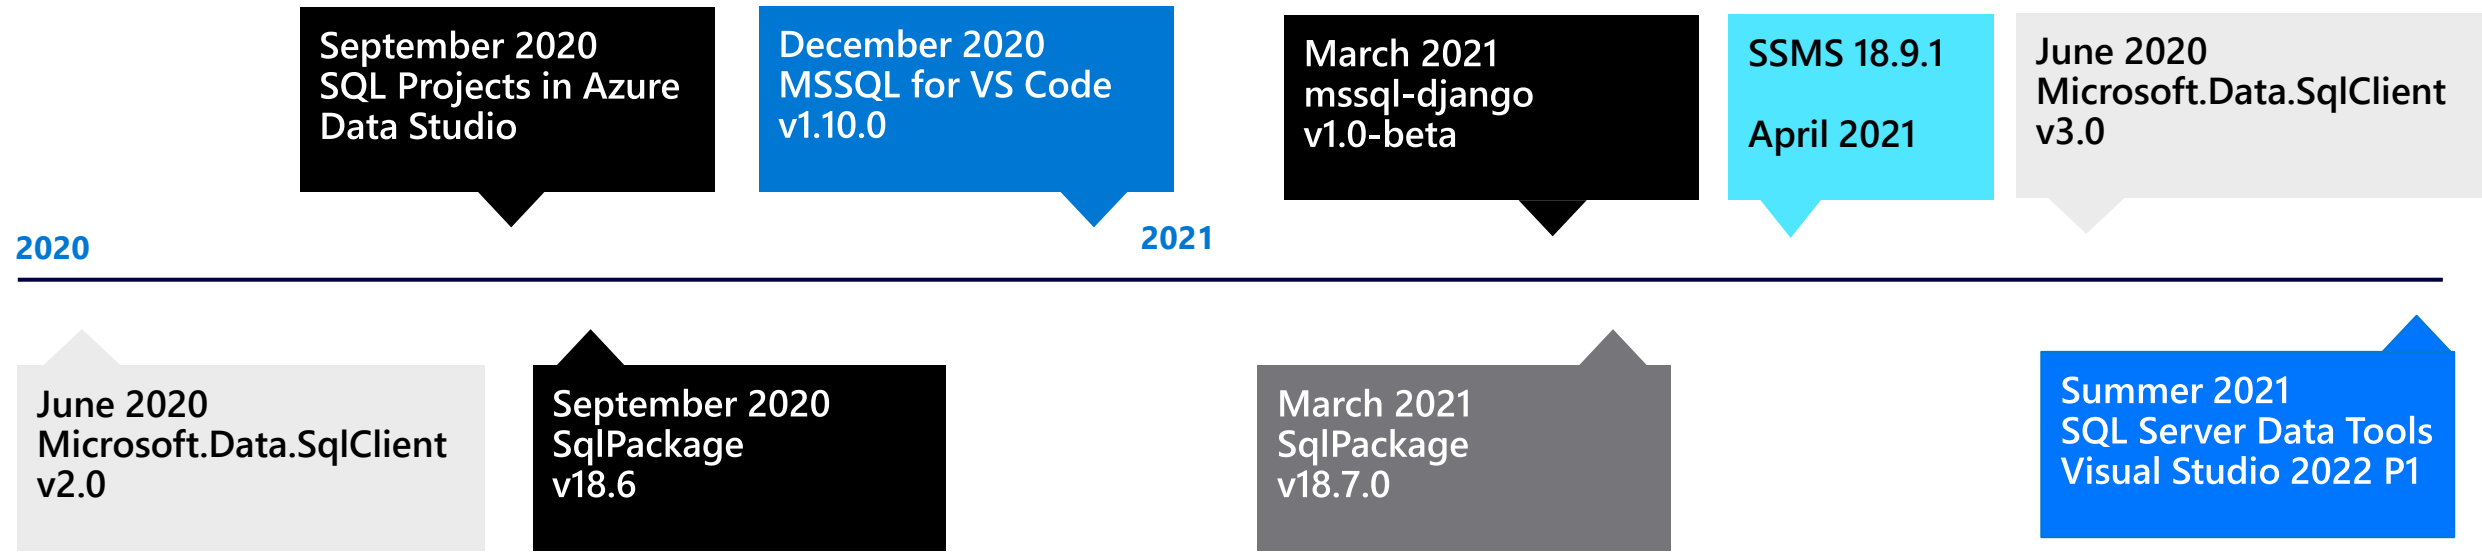 September 2020
SQL Projects in Azure
Data Studio
December 2020
MSSQL for VS Code
v1.10.0
March 2021
mssql-django
v1.0-beta
SSMS 18.9.1
April 2021
June 2020
Microsoft.Data.SqlClient
v3.0
2020
2021
June 2020
Microsoft.Data.SqlClient
v2.0
September 2020
SqlPackage
v18.6
March 2021
SqlPackage
v18.7.0
Summer 2021
SQL Server Data Tools
Visual Studio 2022 P1